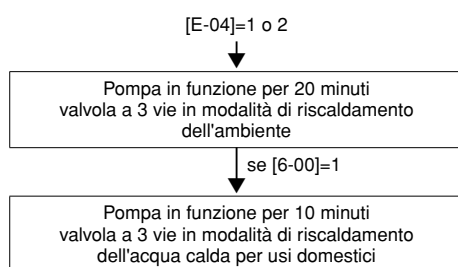 [E-04]=1 o 2
Pompa in funzione per 20 minuti
valvola a 3 vie in modalità di riscaldamento
dell'ambiente
se [6-00]=1
Pompa in funzione per 10 minuti
valvola a 3 vie in modalità di riscaldamento
dell'acqua calda per usi domestici